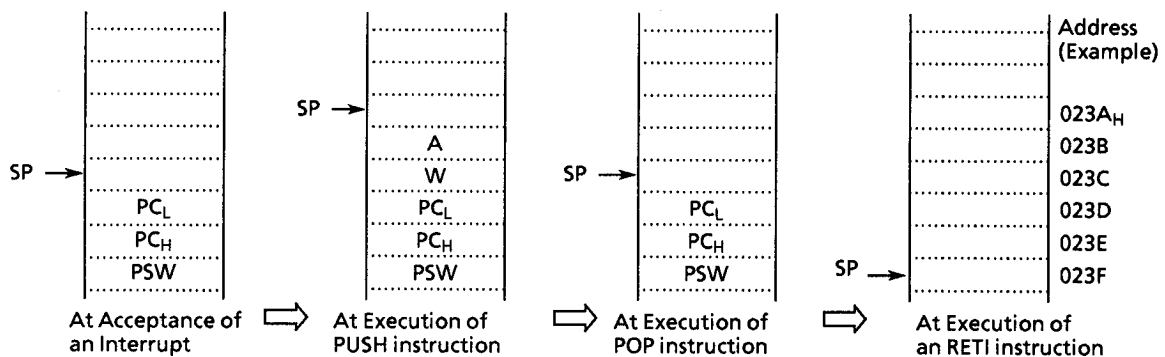 SP
PC_L
PC_H
PSW
At Acceptance of
an Interrupt
SP
A
W
PC_L
PC_H
PSW
At Execution of
PUSH instruction
SP
PC_L
PC_H
PSW
At Execution of
POP instruction
SP
At Execution of
an RETI instruction
Address
(Example)
023A_H
023B
023C
023D
023E
023F